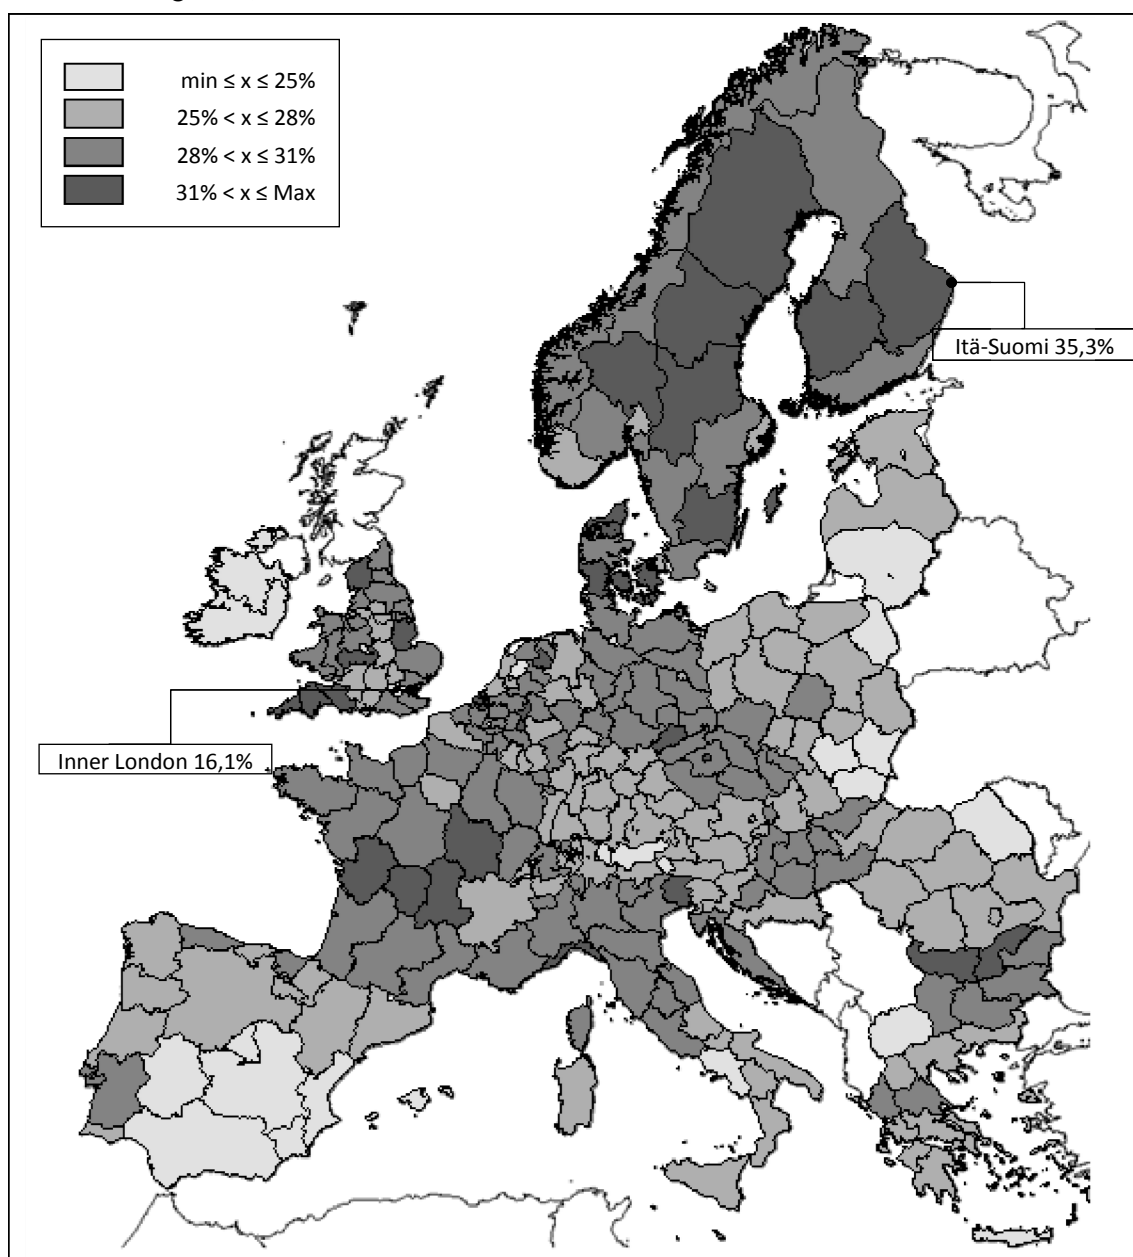 min ≤ x ≤ 25%
25% < x ≤ 28%
28% < x ≤ 31%
31% < x ≤ Max
Itä-Suomi 35,3%
Inner London 16,1%